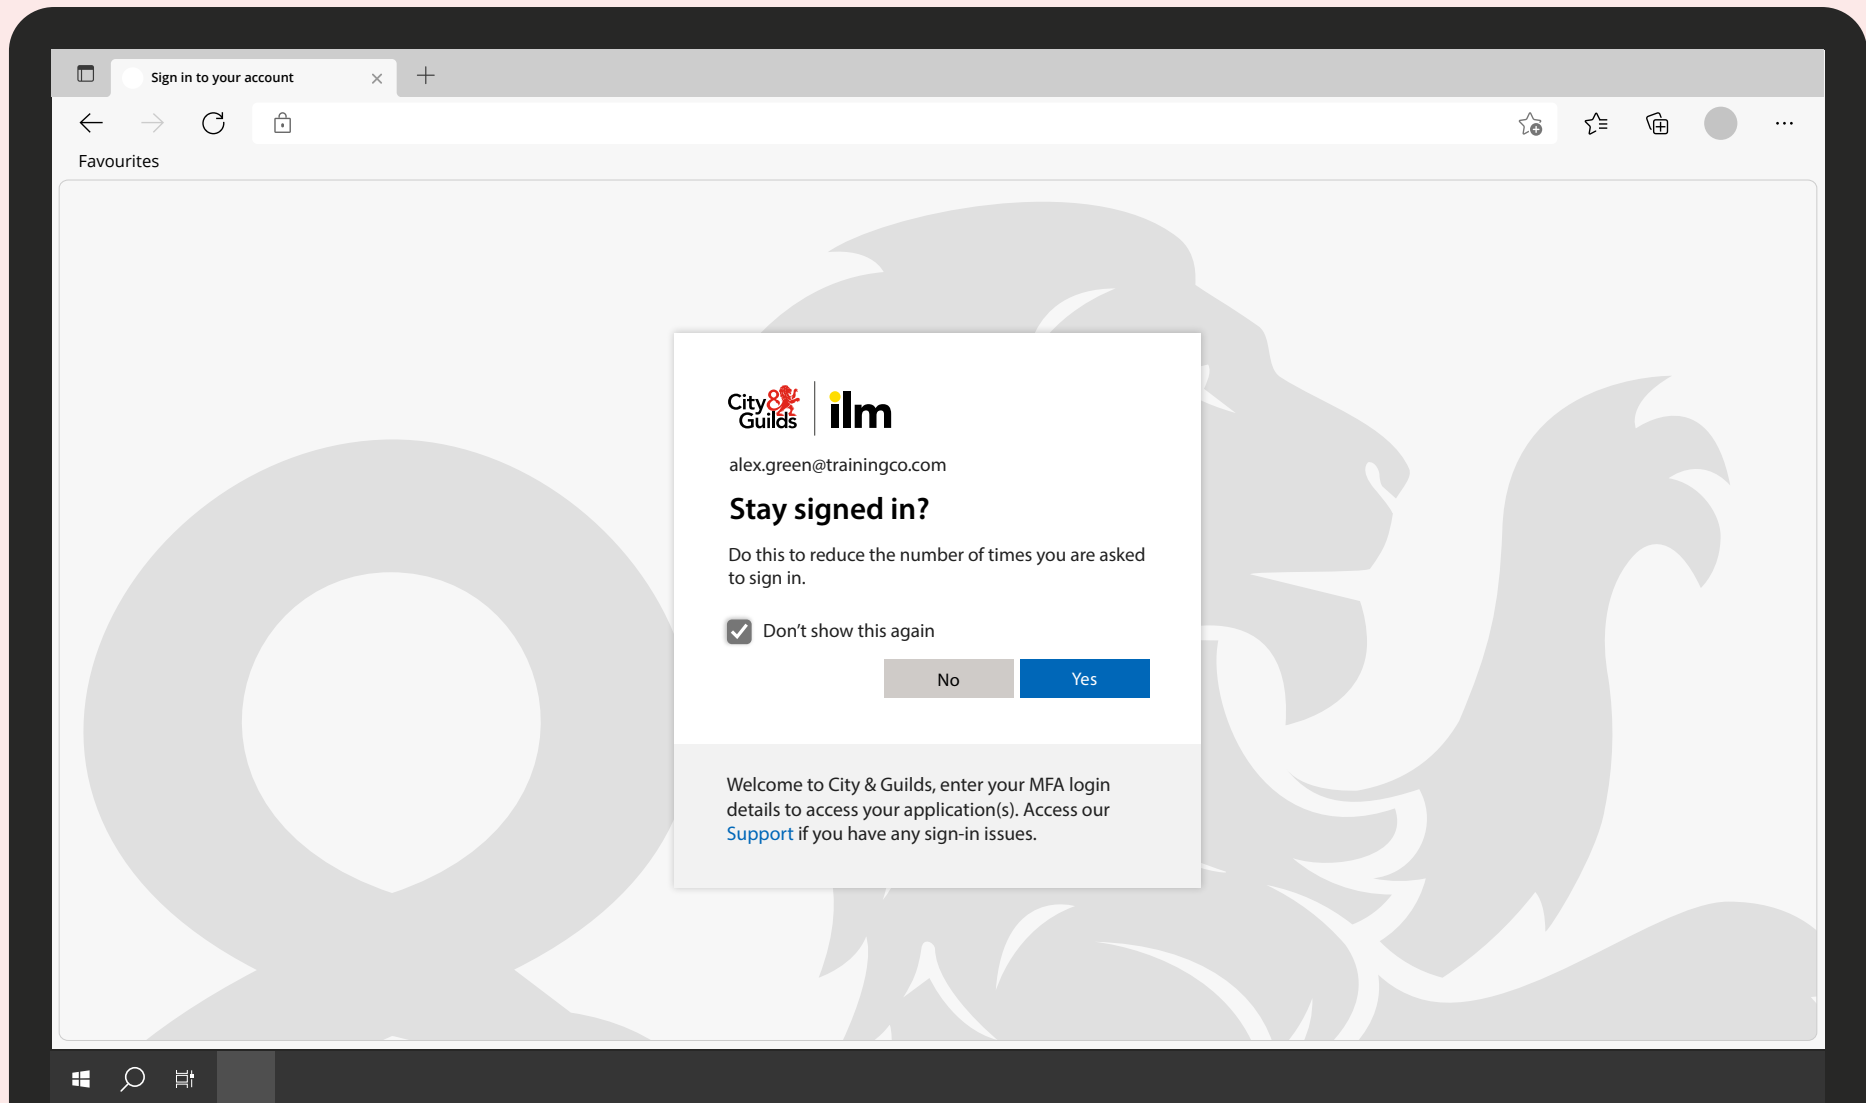 Sign in to your account
Favourites
City&
Guilds
ilm
alex.green@trainingco.com
Stay signed in?
Do this to reduce the number of times you are asked
to sign in.
Don’t show this again
No
Yes
Welcome to City & Guilds, enter your MFA login
details to access your application(s). Access our
Support if you have any sign-in issues.